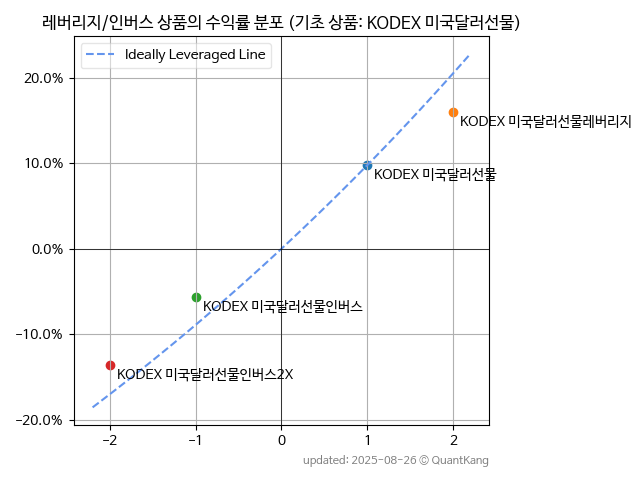 레버리지/인버스 상품의 수익률 분포 (기초 상품: KODEX 미국달러선물)
Ideally Leveraged Line
20.0%
KODEX 미국달러선물레버리지
10.0%
KODEX 미국달러선물
0.0%
KODEX 미국달러선물인버스
−10.0%
KODEX 미국달러선물인버스2X
−20.0%
−2 −1 0 1 2
updated: 2025-08-26 © QuantKang